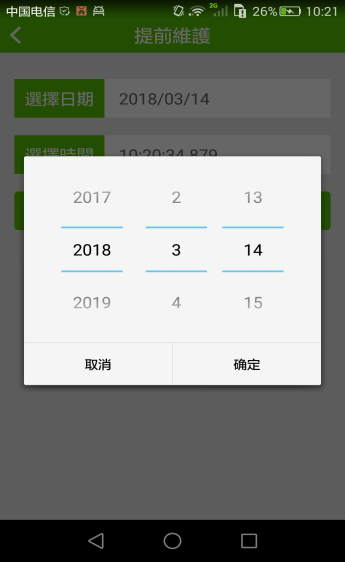 中国电信 2G 26% 10:21
提前維護
選擇日期 2018/03/14
選擇時間 10:20:34.879
2017 2 13
2018 3 14
2019 4 15
取消 确定